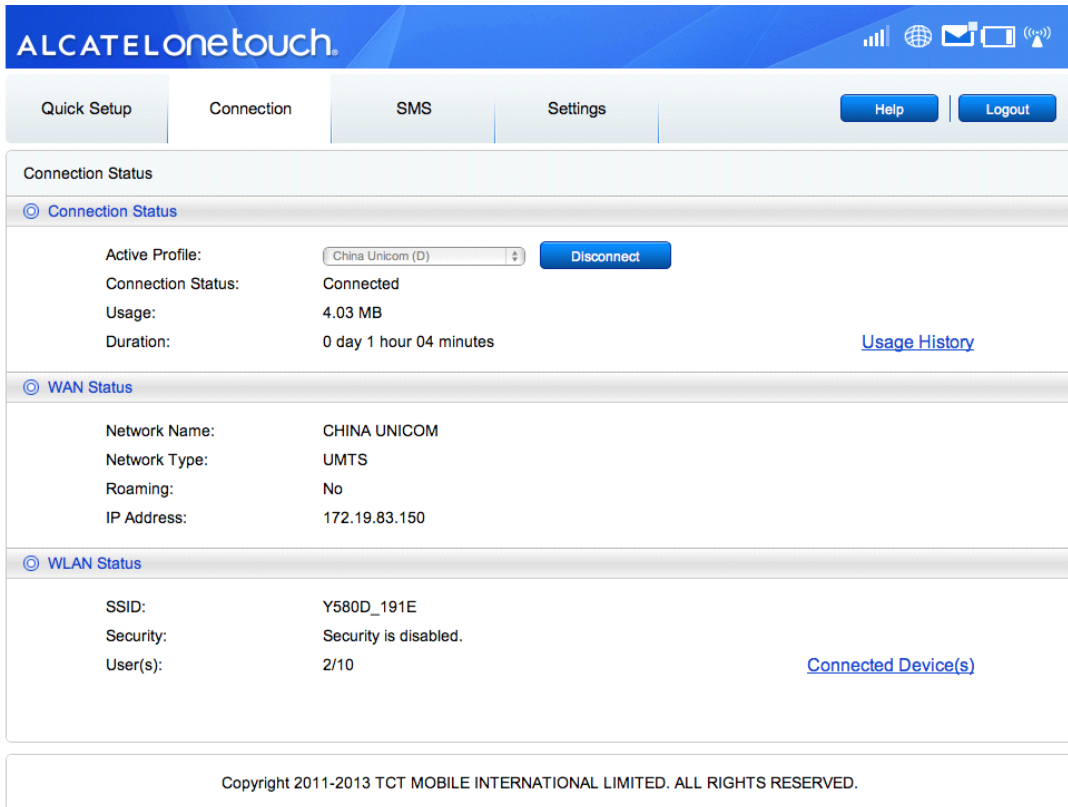 ALCATELonetouch.
Quick Setup Connection SMS Settings Help Logout
Connection Status
Connection Status
Active Profile: China Unicom (D) Disconnect
Connection Status: Connected
Usage: 4.03 MB
Duration: 0 day 1 hour 04 minutes Usage History
WAN Status
Network Name: CHINA UNICOM
Network Type: UMTS
Roaming: No
IP Address: 172.19.83.150
WLAN Status
SSID: Y580D_191E
Security: Security is disabled.
User(s): 2/10 Connected Device(s)
Copyright 2011-2013 TCT MOBILE INTERNATIONAL LIMITED. ALL RIGHTS RESERVED.